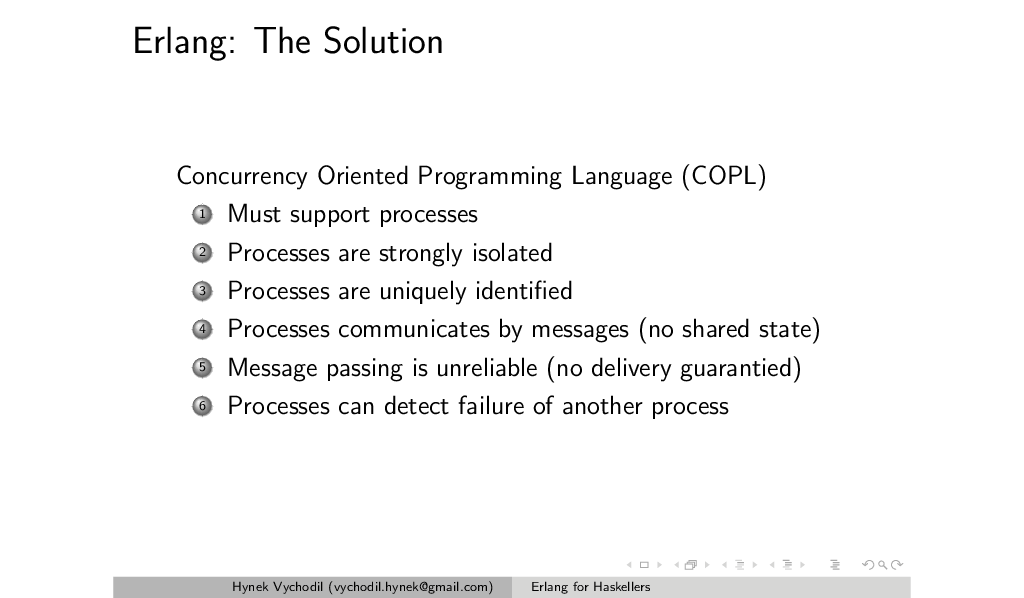 Erlang: The Solution
Concurrency Oriented Programming Language (COPL)
1 Must support processes
2 Processes are strongly isolated
3 Processes are uniquely identified
4 Processes communicates by messages (no shared state)
5 Message passing is unreliable (no delivery guarantied)
6 Processes can detect failure of another process
Hynek Vychodil (vychodil.hynek@gmail.com) Erlang for Haskellers